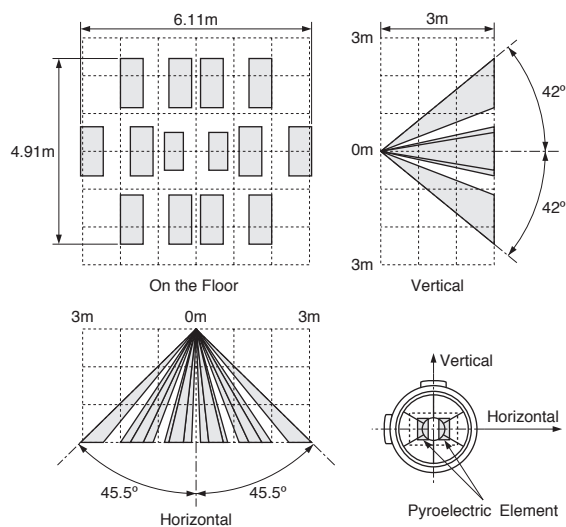 6.11m
4.91m
On the Floor
3m
3m
0m
3m
42º
42º
Vertical
3m
0m
3m
45.5º
45.5º
Horizontal
Vertical
Horizontal
Pyroelectric Element